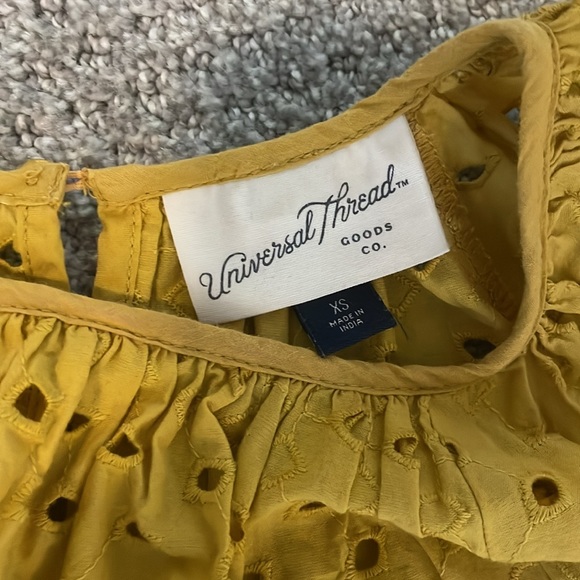 Universal Thread™
GOODS
CO.
XS
MADE IN
INDIA